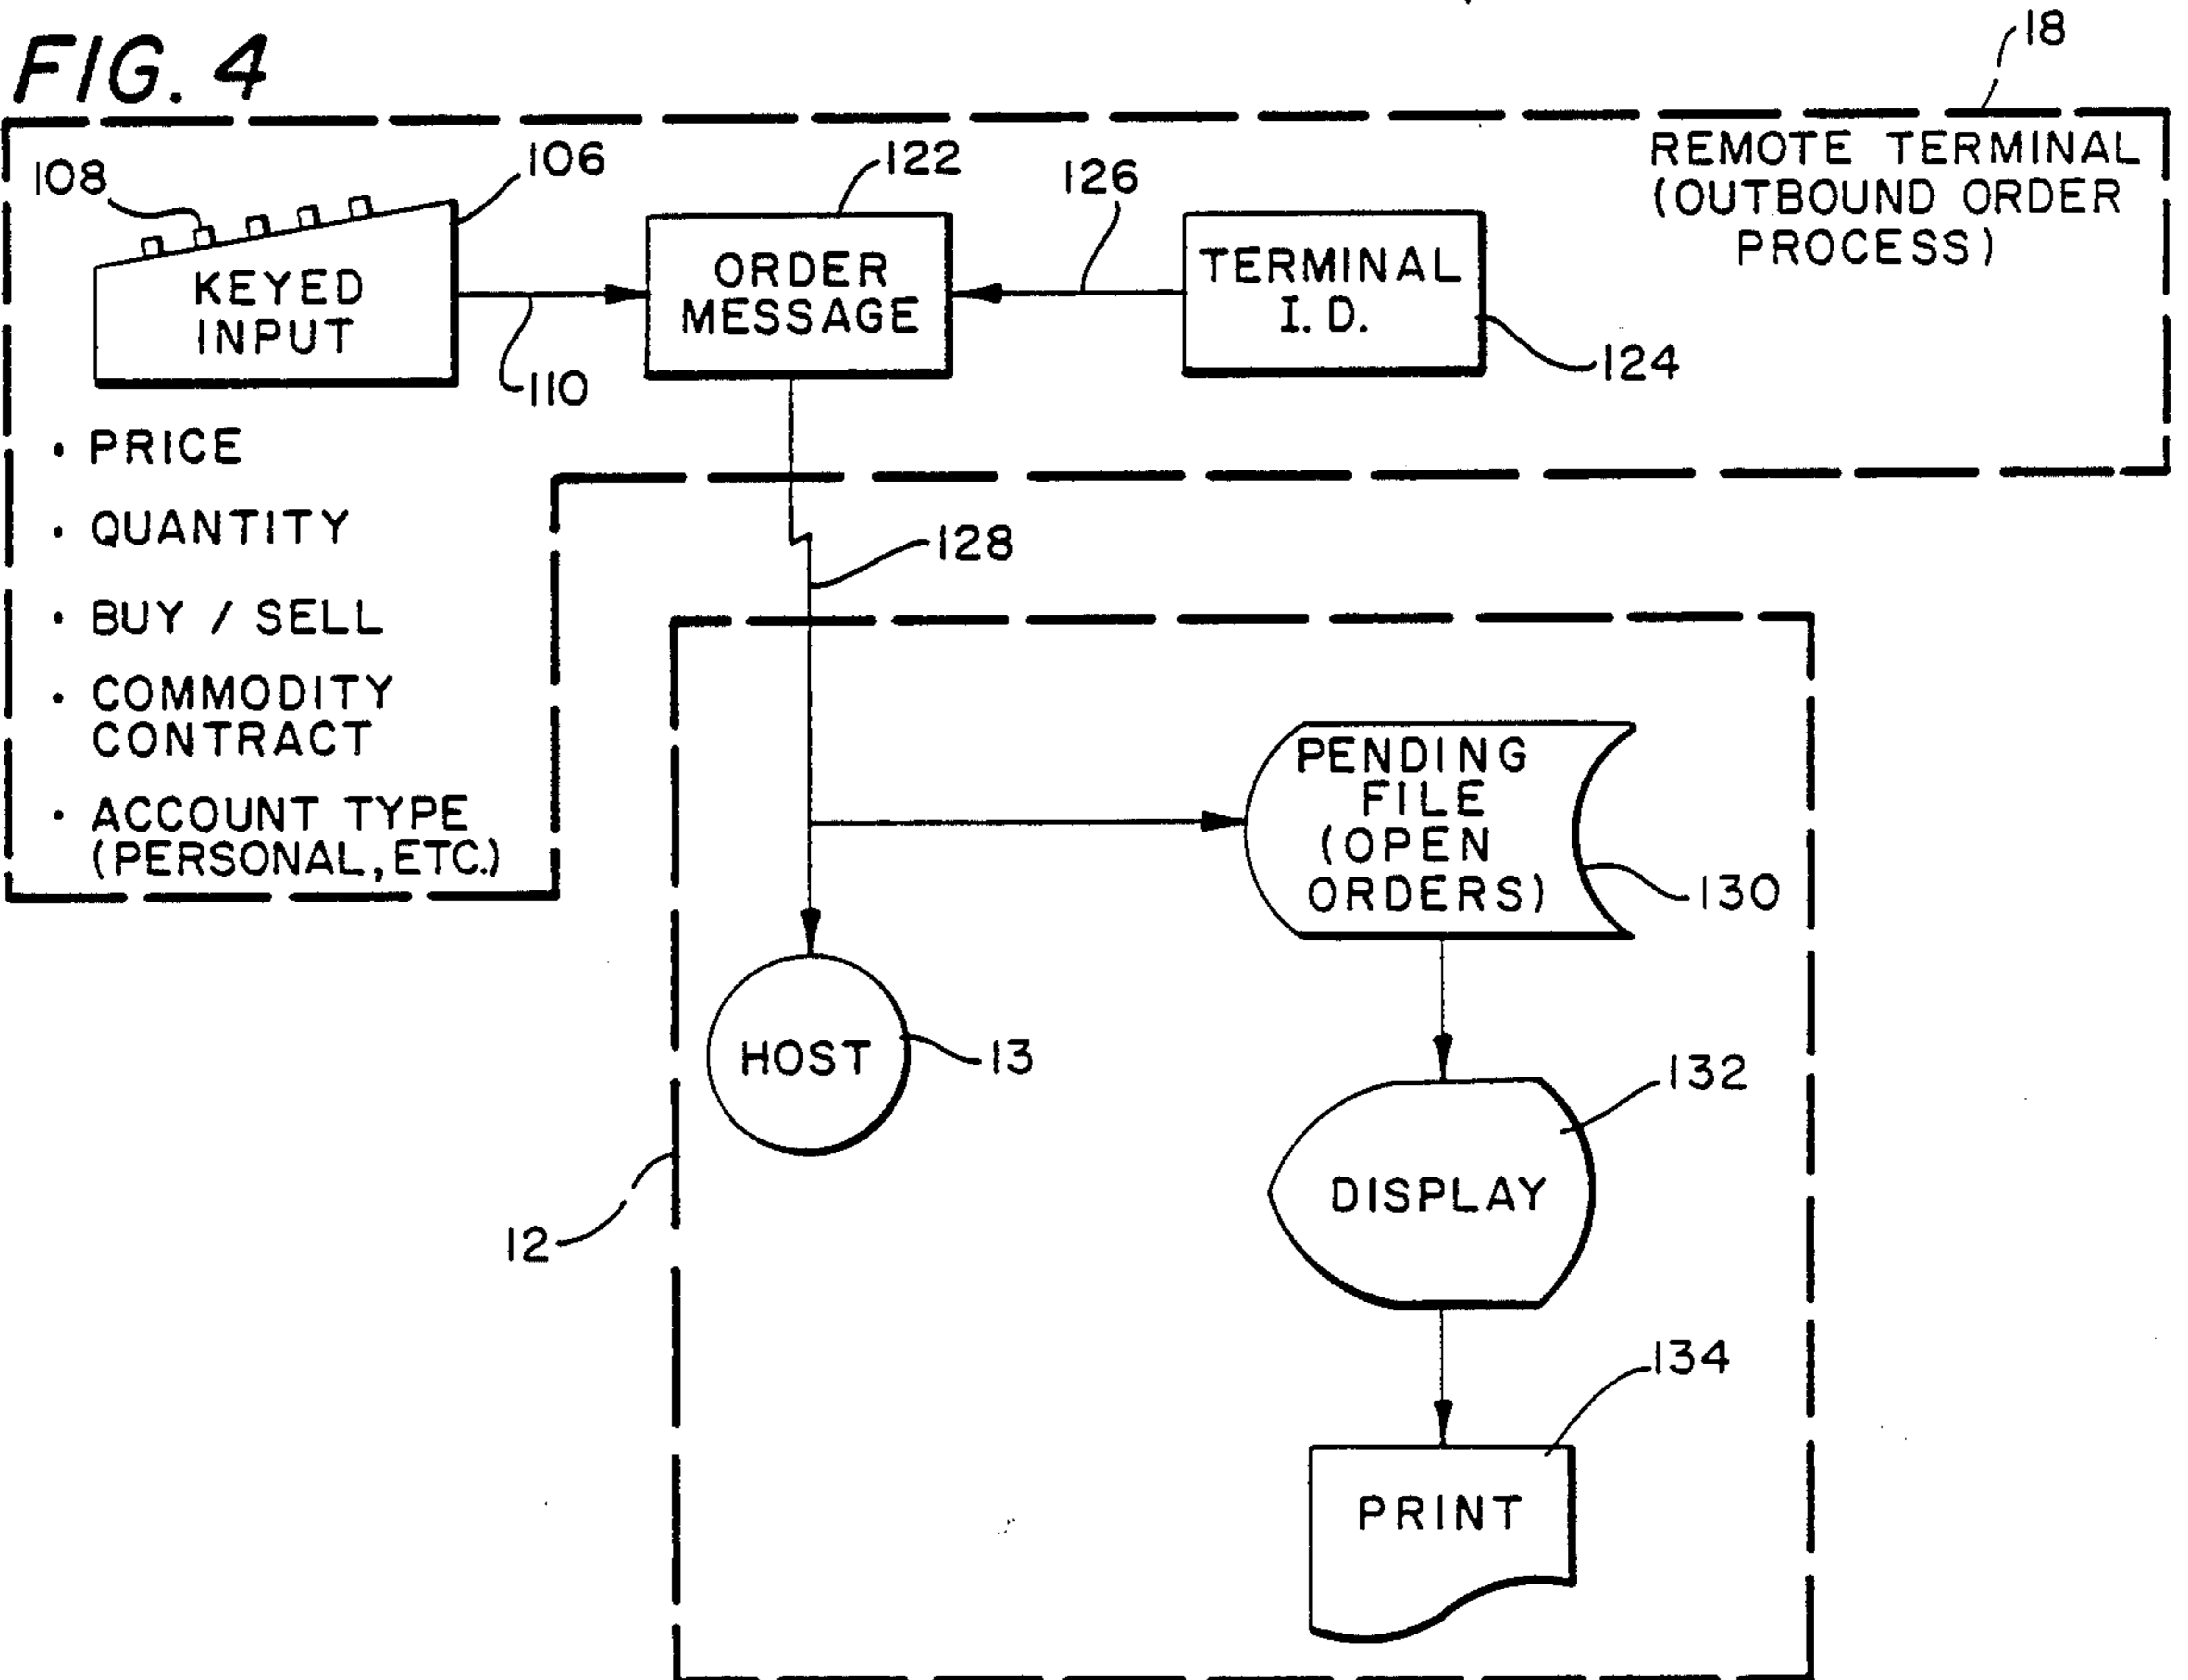 FIG. 4
18
REMOTE TERMINAL
(OUTBOUND ORDER
PROCESS)
108
106
122
126
KEYED
INPUT
ORDER
MESSAGE
TERMINAL
I. D.
110
124
• PRICE
• QUANTITY
• BUY / SELL
• COMMODITY
CONTRACT
• ACCOUNT TYPE
(PERSONAL, ETC.)
128
PENDING
FILE
(OPEN
ORDERS)
130
HOST
13
132
DISPLAY
12
134
PRINT